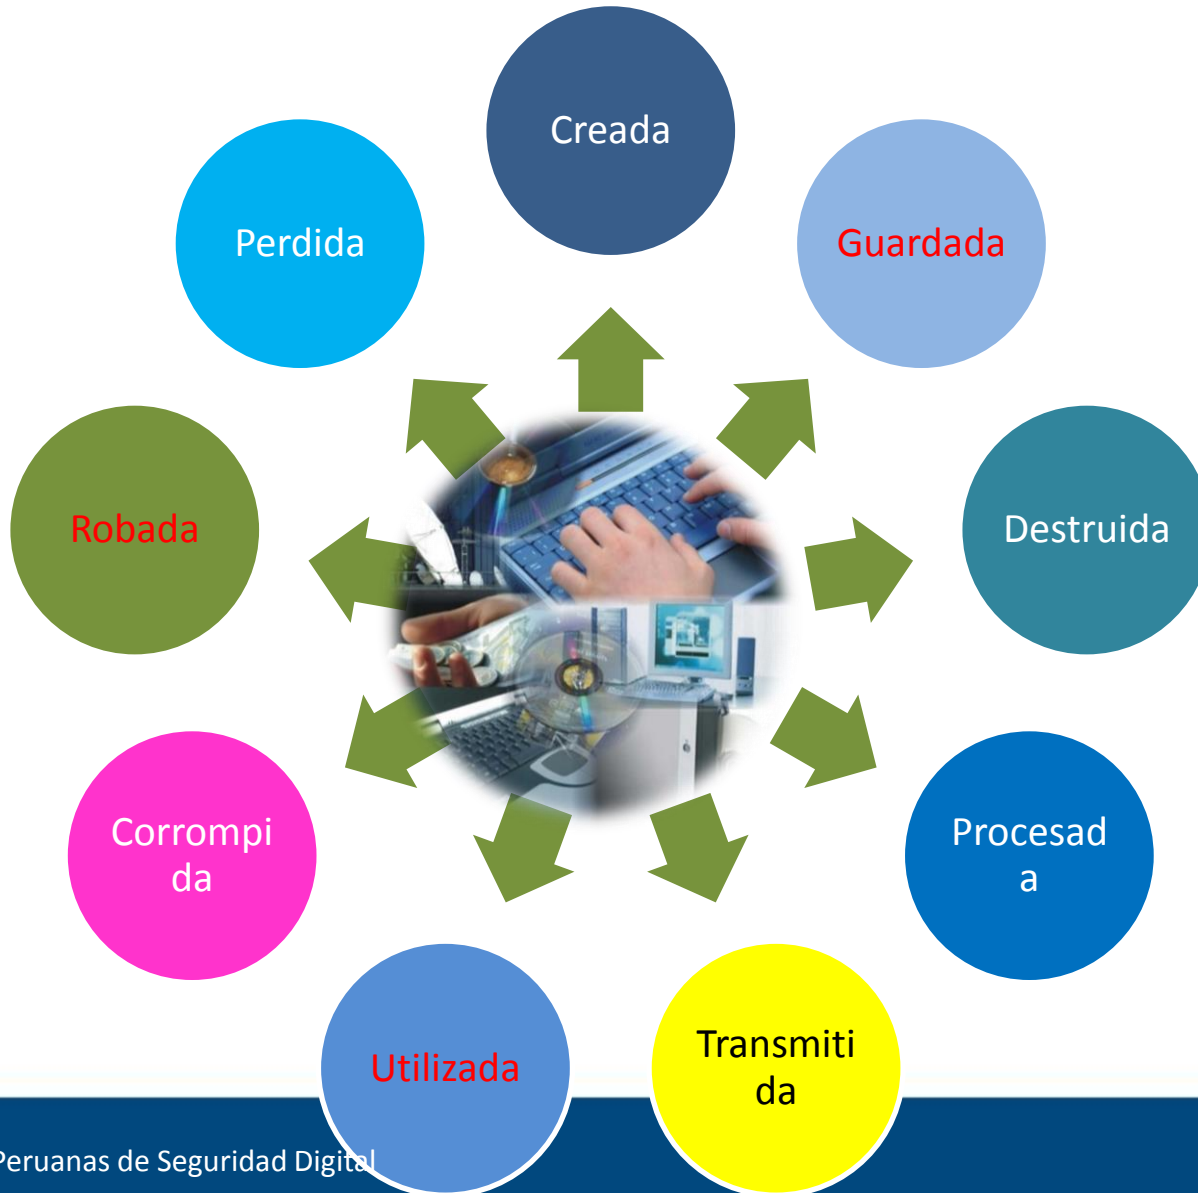 Creada
Perdida
Guardada
Robada
Destruida
Corrompi
da
Procesad
a
Utilizada
Transmiti
da
Peruanas de Seguridad Digital